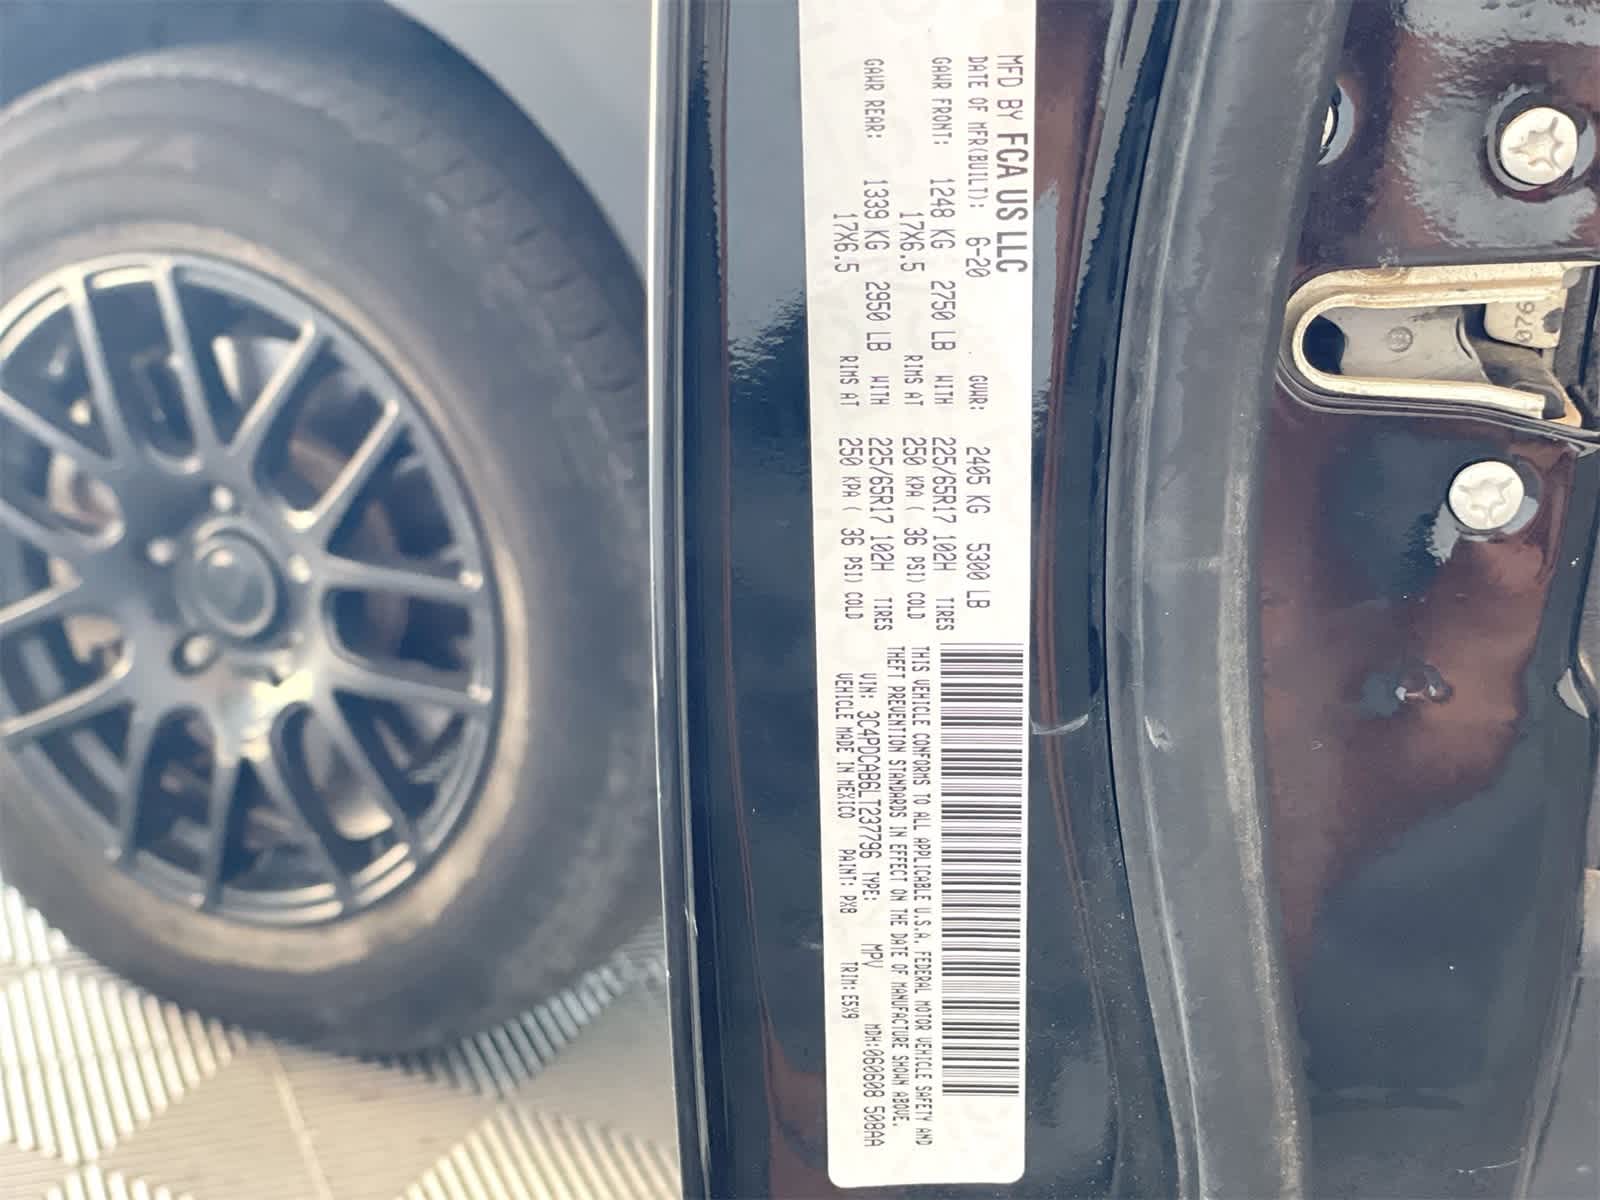 MFD BY FCA US LLC
DATE OF MFR(BUILT): 6-20 GVWR: 2405 KG 5300 LB
GAWR FRONT: 1248 KG 2750 LB WITH 225/65R17 102H TIRES
17X6.5 RIMS AT 250 KPA ( 36 PSI) COLD
GAWR REAR: 1339 KG 2950 LB WITH 225/65R17 102H TIRES
17X6.5 RIMS AT 250 KPA ( 36 PSI) COLD
THIS VEHICLE CONFORMS TO ALL APPLICABLE U.S.A. FEDERAL MOTOR VEHICLE SAFETY AND
THEFT PREVENTION STANDARDS IN EFFECT ON THE DATE OF MANUFACTURE SHOWN ABOVE.
VIN: 3C4PDCAB6LT237796 TYPE: MPV MDH:060608 508AA
VEHICLE MADE IN MEXICO PAINT: PX8 TRIM: E5X9
076